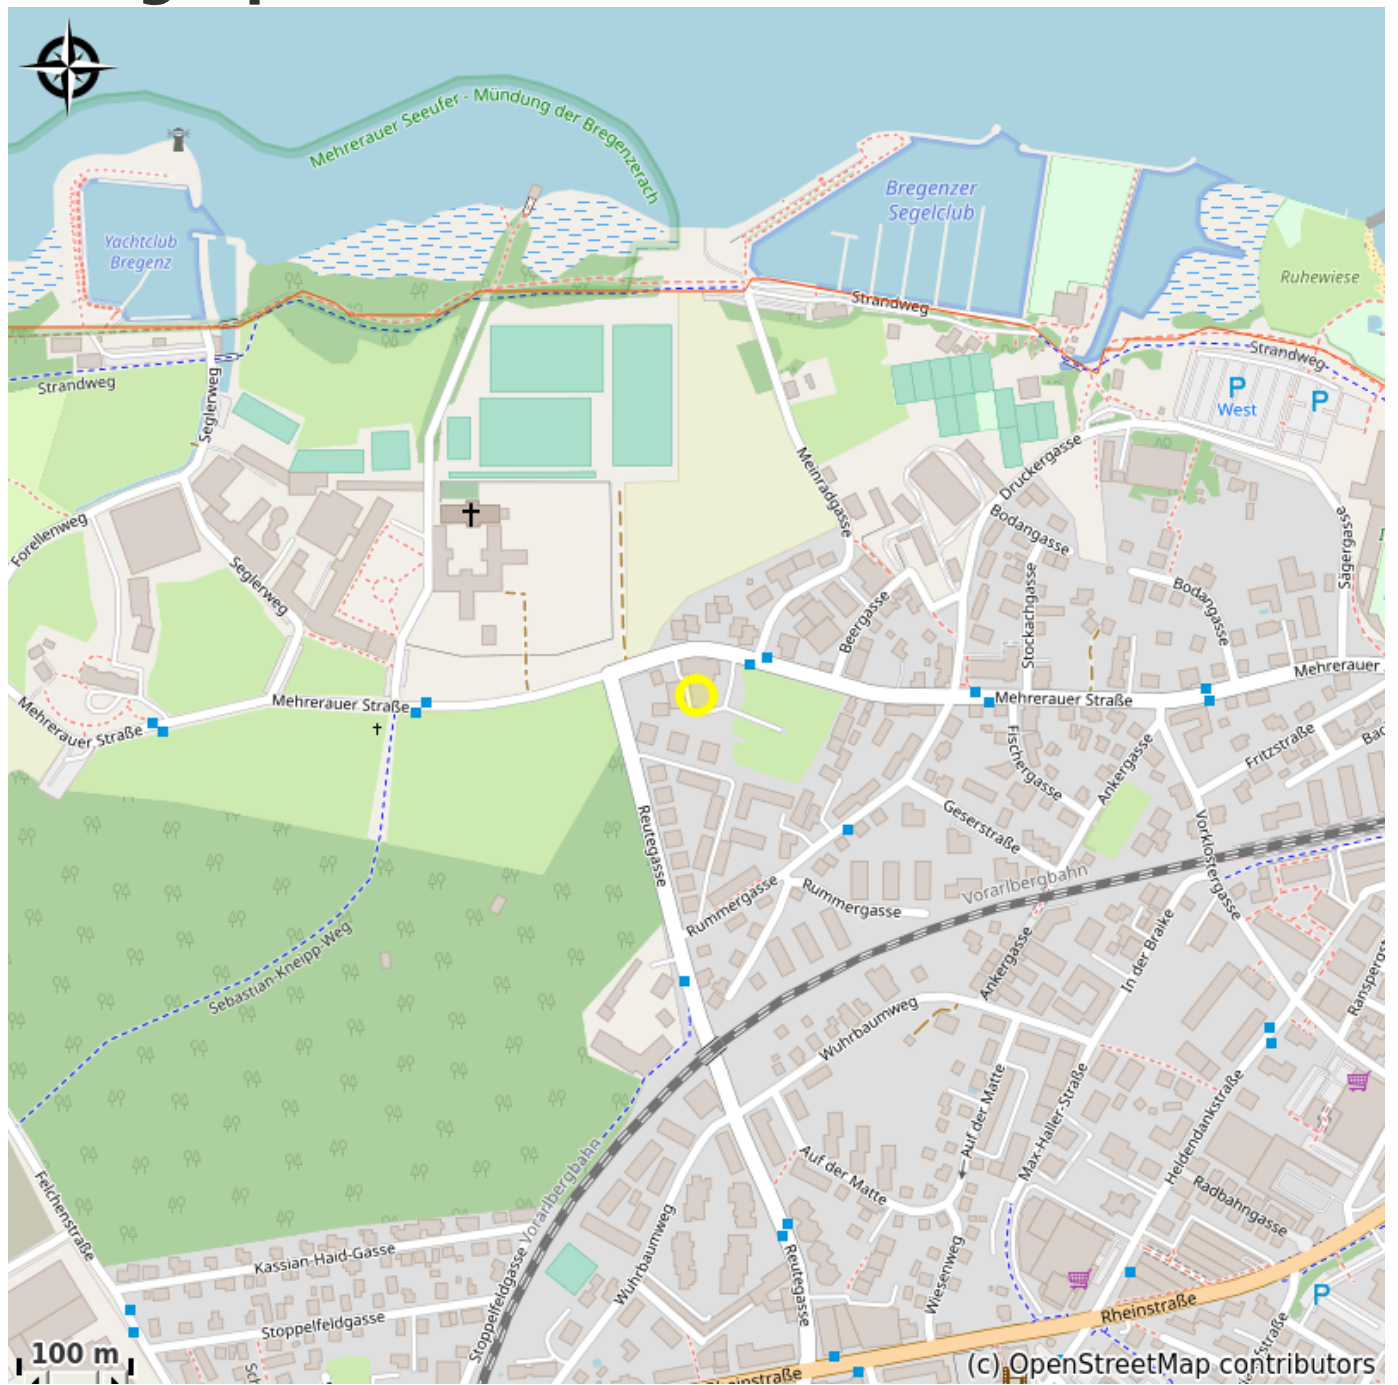 Mehrerauer Seeufer - Mündung der Bregenzerach
Bregenzer
Segelclub
Yachtclub
Bregenz
Ruhewiese
Strandweg
Strandweg
Strandweg
P
West
P
Seglerweg
Meinradgasse
Druckergasse
Bodangasse
Sägergasse
Forellenweg
Seglerweg
Stockachgasse
Bodangasse
Beergasse
Mehrerauer
Mehrerauer Straße
Mehrerauer Straße
Mehrerauer Straße
Fischergasse
Ankergasse
Fritzstraße
Reutegasse
Geserstraße
Vorklostergasse
Vorarlbergbahn
Rummergasse
Rummergasse
Sebastian-Kneipp-Weg
Ankergasse
In der Braike
Wuhrbaumweg
Auf der Matte
Max-Haller-Straße
Heldendankstraße
Auf der Matte
Radbahngasse
Felchenstraße
Vorarlbergbahn
Kassian-Haid-Gasse
Wuhrbaumweg
Reutegasse
Wiesenweg
Stoppelfeldgasse
Rheinstraße
P
Stoppelfeldgasse
100 m
(c) OpenStreetMap contributors